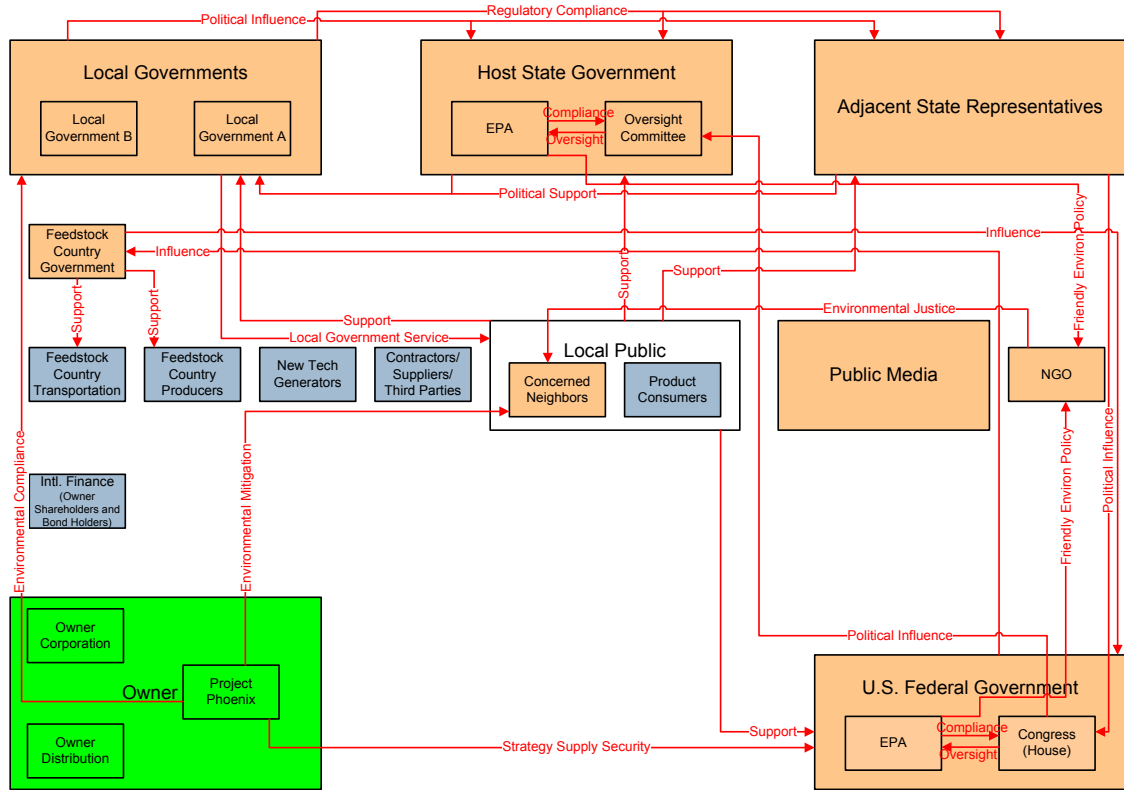 Regulatory Compliance
Political Influence
Local Governments
Local
Government B
Local
Government A
Host State Government
EPA
Compliance
Oversight
Oversight
Committee
Adjacent State Representatives
Political Support
Feedstock
Country
Government
Influence
Influence
Support
Support
Support
Support
Support
Friendly Environ Policy
Environmental Justice
Local Government Service
Feedstock
Country
Transportation
Feedstock
Country
Producers
New Tech
Generators
Contractors/
Suppliers/
Third Parties
Local Public
Concerned
Neighbors
Product
Consumers
Public Media
NGO
Environmental Compliance
Environmental Mitigation
Intl. Finance
(Owner
Shareholders and
Bond Holders)
Friendly Environ Policy
Political Influence
Owner
Corporation
Owner
Project
Phoenix
Owner
Distribution
Political Influence
U.S. Federal Government
Support
Strategy Supply Security
EPA
Compliance
Oversight
Congress
(House)